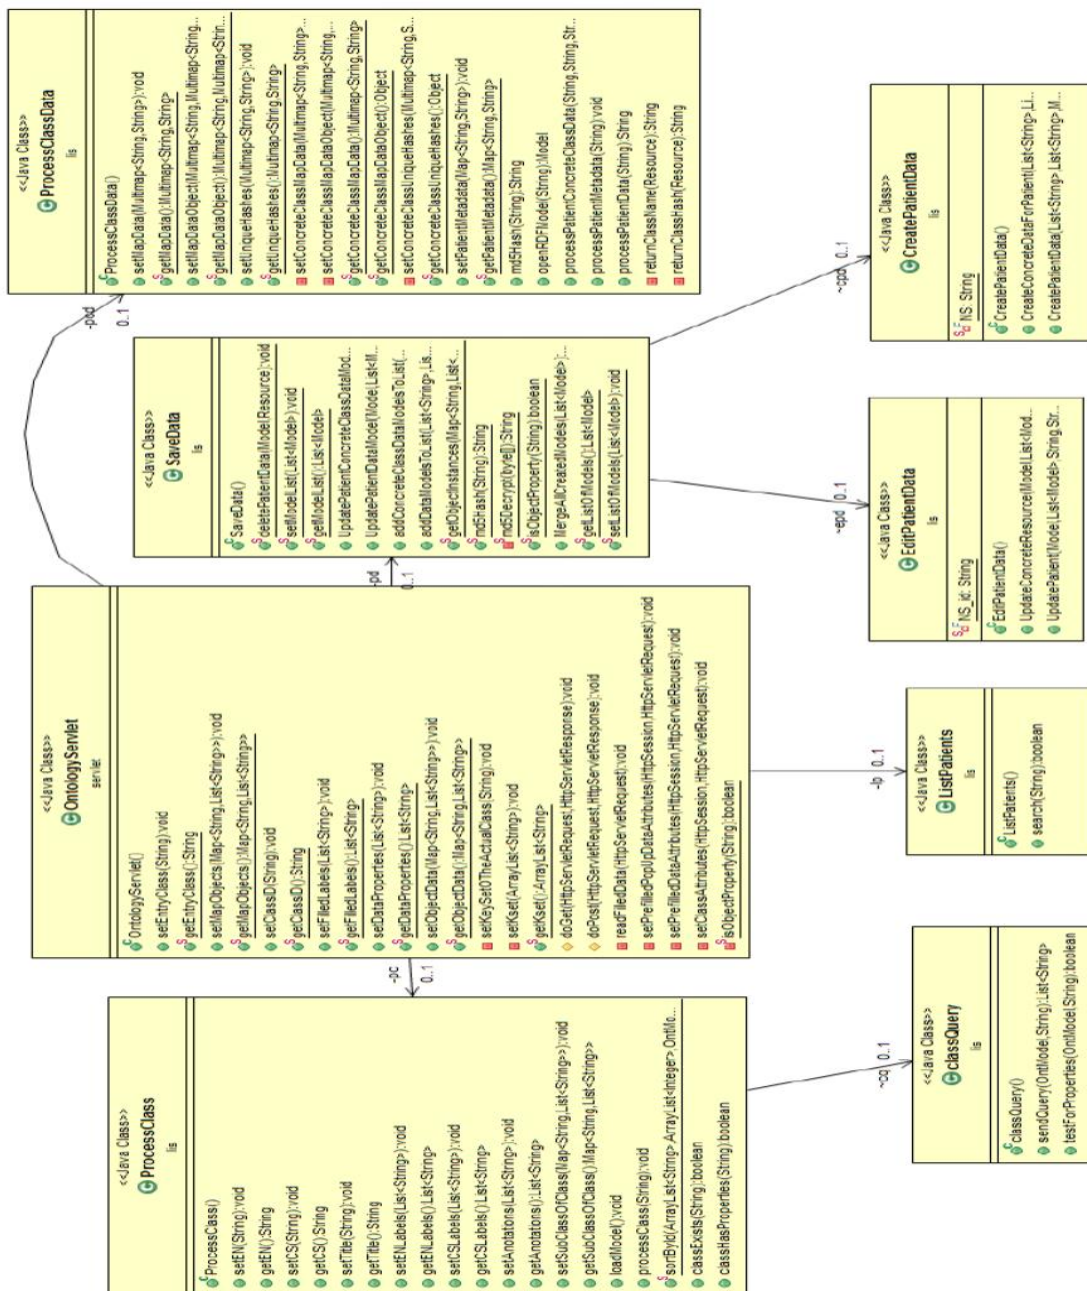 <<Java Class>>
ProcessClass
lis
ProcessClass()
setEN(String):void
getEN():String
setCS(String):void
getCS():String
setTitle(String):void
getTitle():String
setENLabels(List<String>):void
getENLabels():List<String>
setCSLabels(List<String>):void
getCSLabels():List<String>
setAnotations(List<String>):void
getAnotations():List<String>
setSubClassOfClass(Map<String,List<String>>):void
getSubClassOfClass():Map<String,List<String>>
loadModel():void
processClass(String):void
sortById(ArrayList<String>,ArrayList<Integer>,OntMo...
classExists(String):boolean
classHasProperties(String):boolean
-pc
0..1
~cq 0..1
<<Java Class>>
classQuery
lis
classQuery()
sendQuery(OntModel,String):List<String>
testForProperties(OntModel,String):boolean
<<Java Class>>
OntologyServlet
servlet
OntologyServlet()
setEntryClass(String):void
getEntryClass():String
setMapObjects(Map<String,List<String>>):void
getMapObjects():Map<String,List<String>>
setClassID(String):void
getClassID():String
setFilledLabels(List<String>):void
getFilledLabels():List<String>
setDataProperties(List<String>):void
getDataProperties():List<String>
setObjectData(Map<String,List<String>>):void
getObjectData():Map<String,List<String>>
setKeySetOfTheActualClass(String):void
setKset(ArrayList<String>):void
getKset():ArrayList<String>
doGet(HttpServletRequest,HttpServletResponse):void
doPost(HttpServletRequest,HttpServletResponse):void
readFilledData(HttpServletRequest):void
setPrefilledPopUpDataAttributes(HttpSession,HttpServletRequest):void
setPrefilledDataAttributes(HttpSession,HttpServletRequest):void
setClassAttributes(HttpSession,HttpServletRequest):void
isObjectProperty(String):boolean
-lp 0..1
<<Java Class>>
ListPatients
lis
ListPatients()
search(String):boolean
-pd
0..1
<<Java Class>>
SaveData
lis
SaveData()
deletePatientData(Model,Resource):void
setModelList(List<Model>):void
getModelList():List<Model>
UpdatePatientConcreteClassDataMod...
UpdatePatientDataModel(Model,List<M...
addConcreteClassDataModelsToList(...
addDataModelsToList(List<String>,Lis...
getObjectInstances(Map<String,List<...
md5Hash(String):String
md5Decrypt(byte[]):String
isObjectProperty(String):boolean
MergeAllCreatedModels(List<Model>):...
getListOfModels():List<Model>
setListOfModels(List<Model>):void
~epd 0..1
<<Java Class>>
EditPatientData
lis
NS_id: String
EditPatientData()
UpdateConcreteResource(Model,List<Mod...
UpdatePatient(Model,List<Model>,String,Str...
~cpd 0..1
<<Java Class>>
CreatePatientData
lis
NS: String
CreatePatientData()
CreateConcreteDataForPatient(List<String>,Li...
CreatePatientData(List<String>,List<String>,M...
-pod
0..1
<<Java Class>>
ProcessClassData
lis
ProcessClassData()
setMapData(Multimap<String,String>):void
getMapData():Multimap<String,String>
setMapDataObject(Multimap<String,Multimap<String...
getMapDataObject():Multimap<String,Multimap<Strin...
setUniqueHashes(Multimap<String,String>):void
getUniqueHashes():Multimap<String,String>
setConcreteClassMapData(Multimap<String,String>...
setConcreteClassMapDataObject(Multimap<String,...
getConcreteClassMapData():Multimap<String,String>
getConcreteClassMapDataObject():Object
setConcreteClassUniqueHashes(Multimap<String,S...
getConcreteClassUniqueHashes():Object
setPatientMetadata(Map<String,String>):void
getPatientMetadata():Map<String,String>
md5Hash(String):String
openRDFModel(String):Model
processPatientConcreteClassData(String,String,Str...
processPatientMetadata(String):void
processPatientData(String):String
returnClassName(Resource):String
returnClassHash(Resource):String